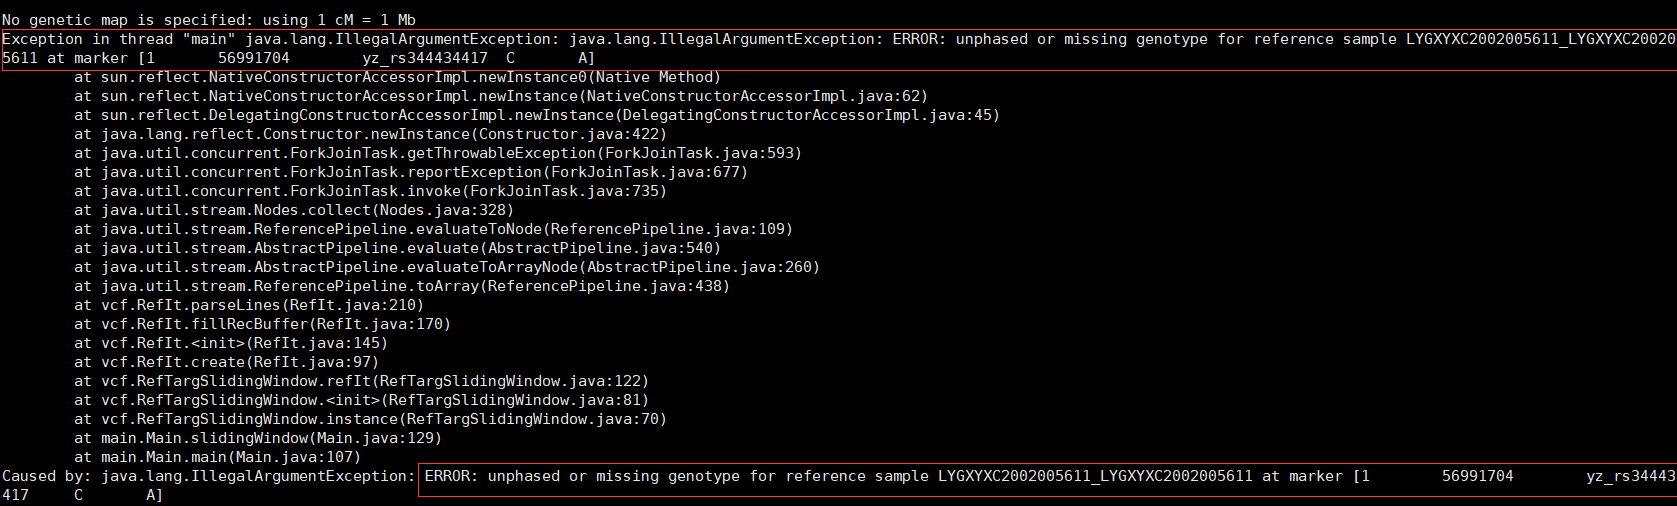 No genetic map is specified: using 1 cM = 1 Mb
Exception in thread "main" java.lang.IllegalArgumentException: java.lang.IllegalArgumentException: ERROR: unphased or missing genotype for reference sample LYGXYXC2002005611_LYGXYXC20020
5611 at marker [1 56991704 yz_rs344434417 C A]
at sun.reflect.NativeConstructorAccessorImpl.newInstance0(Native Method)
at sun.reflect.NativeConstructorAccessorImpl.newInstance(NativeConstructorAccessorImpl.java:62)
at sun.reflect.DelegatingConstructorAccessorImpl.newInstance(DelegatingConstructorAccessorImpl.java:45)
at java.lang.reflect.Constructor.newInstance(Constructor.java:422)
at java.util.concurrent.ForkJoinTask.getThrowableException(ForkJoinTask.java:593)
at java.util.concurrent.ForkJoinTask.reportException(ForkJoinTask.java:677)
at java.util.concurrent.ForkJoinTask.invoke(ForkJoinTask.java:735)
at java.util.stream.Nodes.collect(Nodes.java:328)
at java.util.stream.ReferencePipeline.evaluateToNode(ReferencePipeline.java:109)
at java.util.stream.AbstractPipeline.evaluate(AbstractPipeline.java:540)
at java.util.stream.AbstractPipeline.evaluateToArrayNode(AbstractPipeline.java:260)
at java.util.stream.ReferencePipeline.toArray(ReferencePipeline.java:438)
at vcf.RefIt.parseLines(RefIt.java:210)
at vcf.RefIt.fillRecBuffer(RefIt.java:170)
at vcf.RefIt.<init>(RefIt.java:145)
at vcf.RefIt.create(RefIt.java:97)
at vcf.RefTargSlidingWindow.refIt(RefTargSlidingWindow.java:122)
at vcf.RefTargSlidingWindow.<init>(RefTargSlidingWindow.java:81)
at vcf.RefTargSlidingWindow.instance(RefTargSlidingWindow.java:70)
at main.Main.slidingWindow(Main.java:129)
at main.Main.main(Main.java:107)
Caused by: java.lang.IllegalArgumentException: ERROR: unphased or missing genotype for reference sample LYGXYXC2002005611_LYGXYXC2002005611 at marker [1 56991704 yz_rs34443
417 C A]